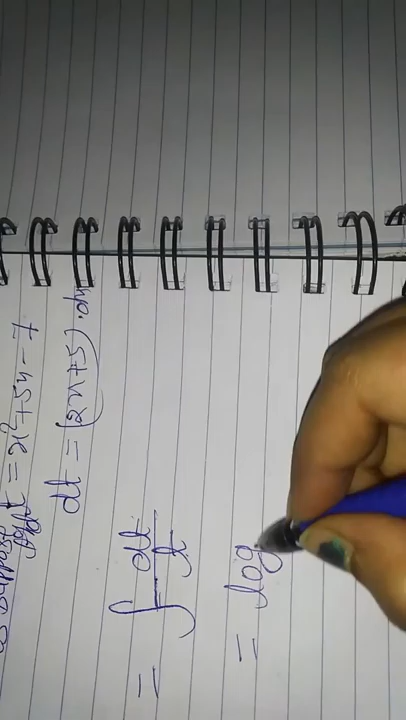 t = x² + 5x - 7
dt = (2x + 5) . dx
= ∫ dt/t
= log